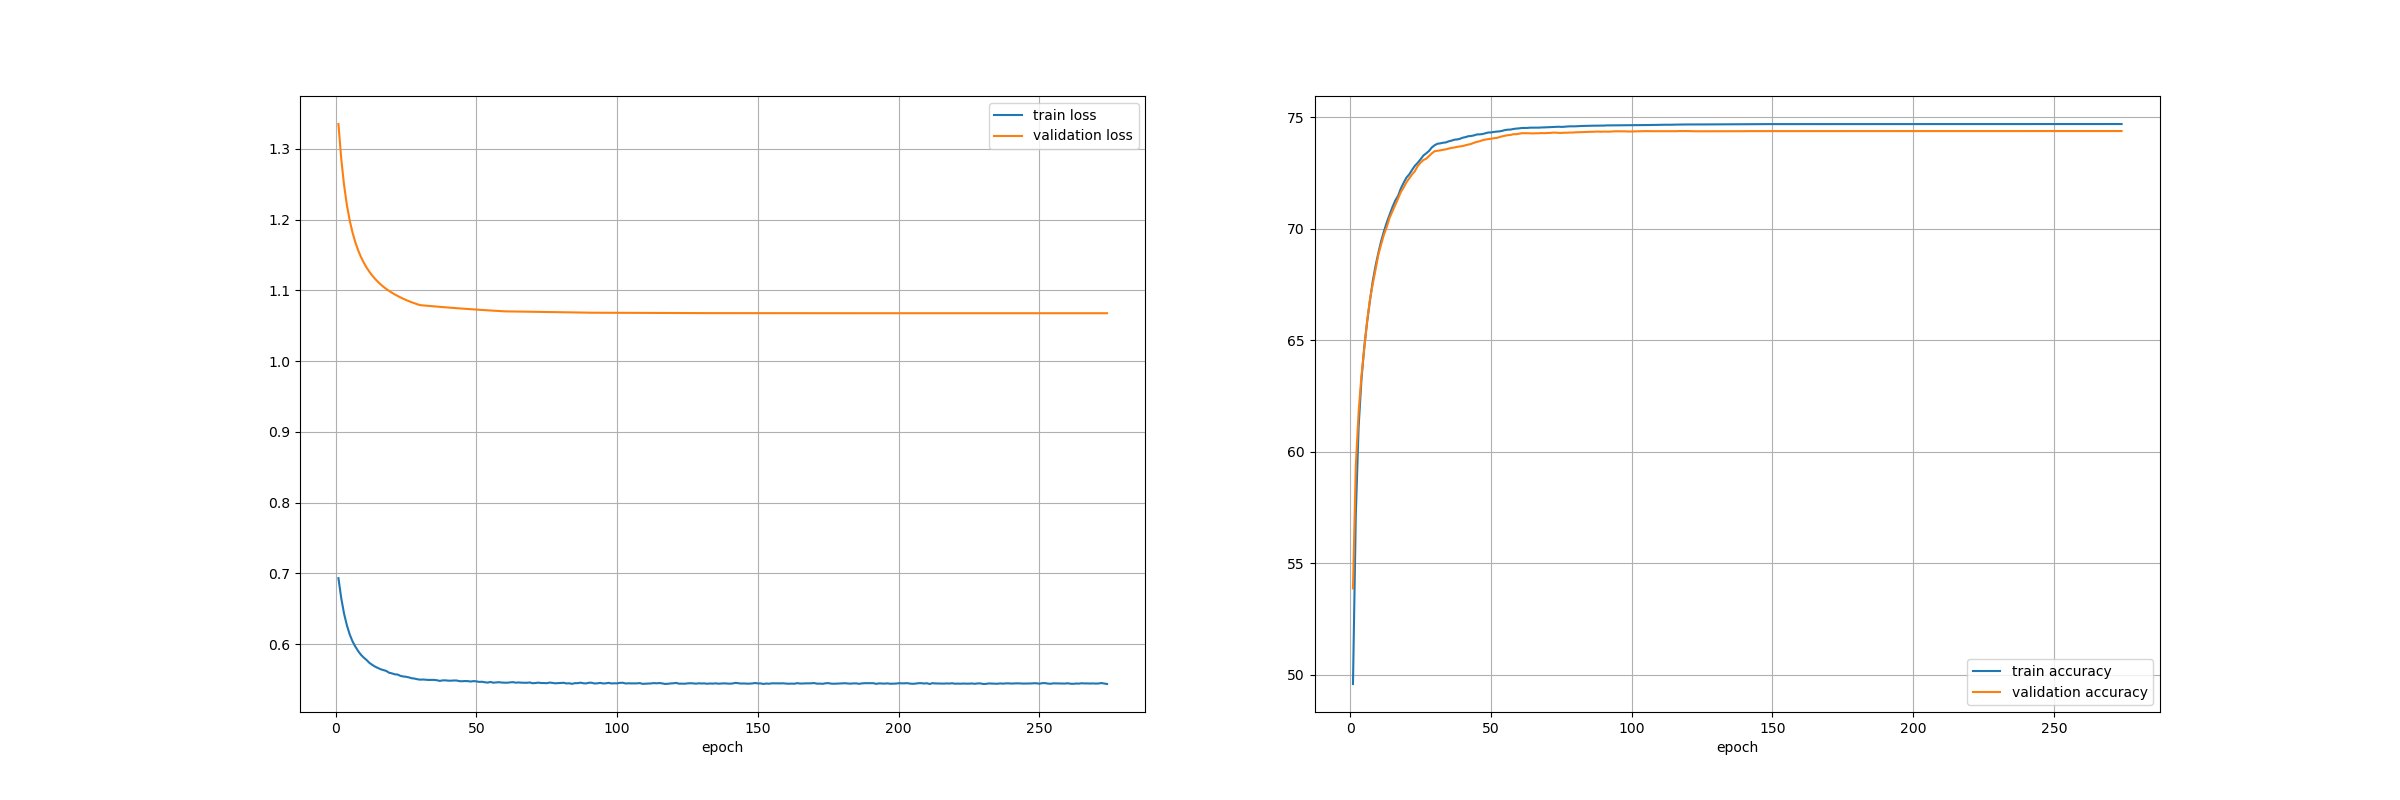 train loss
validation loss
1.3
1.2
1.1
1.0
0.9
0.8
0.7
0.6
0 50 100 150 200 250
epoch
75
70
65
60
55
50
train accuracy
validation accuracy
0 50 100 150 200 250
epoch